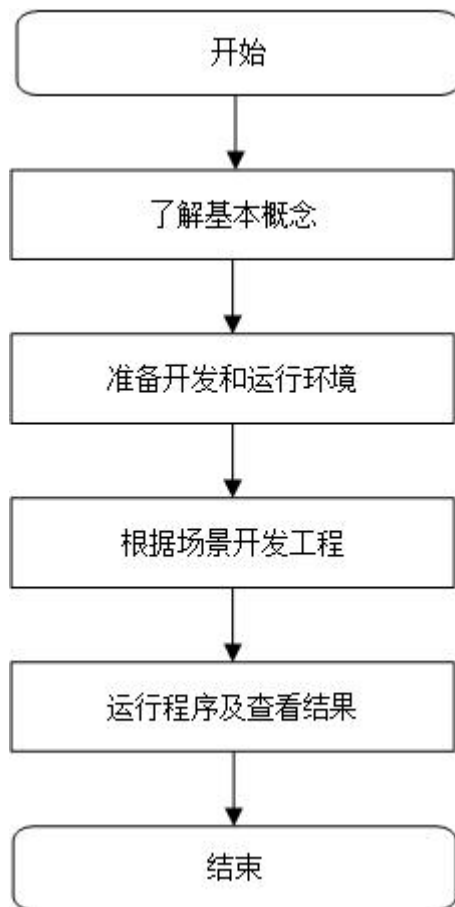 开始
了解基本概念
准备开发和运行环境
根据场景开发工程
运行程序及查看结果
结束